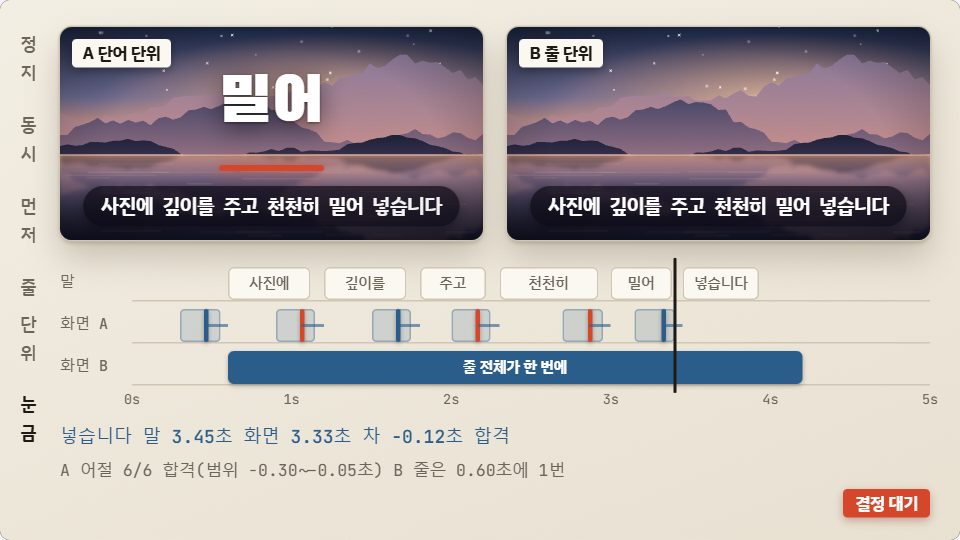 정지
동시
먼저
줄
단위
눈금
A 단어 단위
밀어
사진에 깊이를 주고 천천히 밀어 넣습니다
B 줄 단위
사진에 깊이를 주고 천천히 밀어 넣습니다
말
사진에
깊이를
주고
천천히
밀어
넣습니다
화면 A
화면 B
줄 전체가 한 번에
0s 1s 2s 3s 4s 5s
넣습니다 말 3.45초 화면 3.33초 차 -0.12초 합격
A 어절 6/6 합격(범위 -0.30~-0.05초) B 줄은 0.60초에 1번
결정 대기